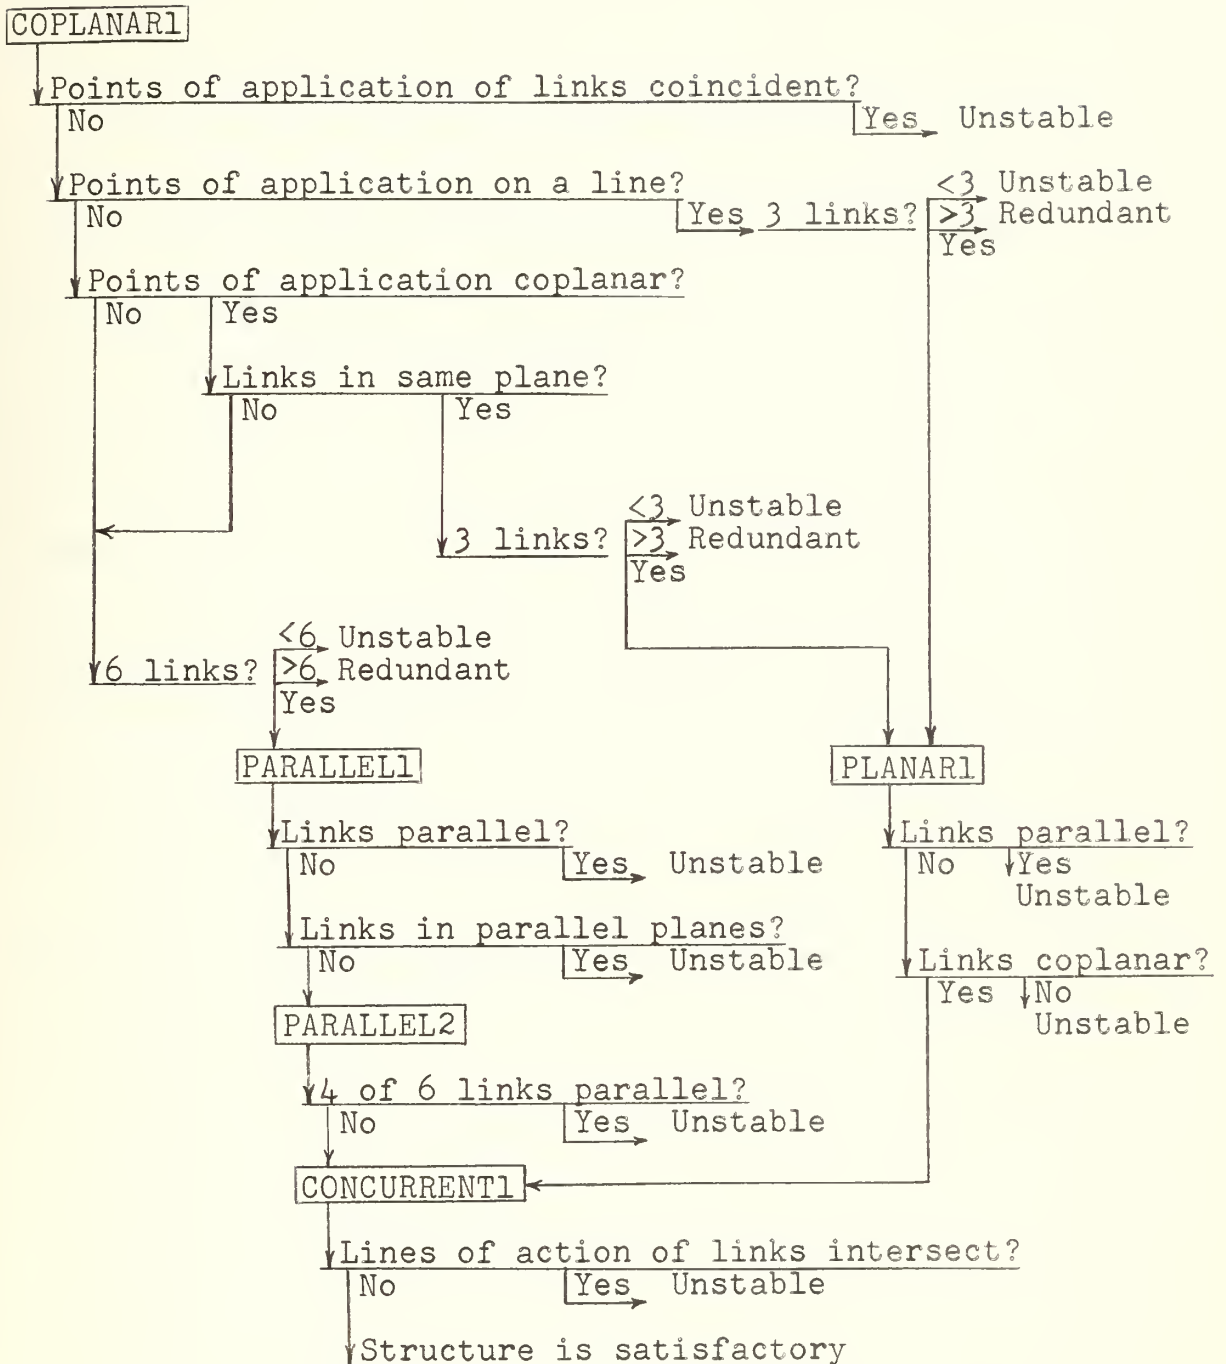 COPLANAR1
Points of application of links coincident?
No
Yes Unstable
Points of application on a line?
No
Yes 3 links?
<3 Unstable
>3 Redundant
Yes
Points of application coplanar?
No
Yes
Links in same plane?
No
Yes
3 links?
<3 Unstable
>3 Redundant
Yes
6 links?
<6 Unstable
>6 Redundant
Yes
PARALLEL1
Links parallel?
No
Yes Unstable
Links in parallel planes?
No
Yes Unstable
PARALLEL2
4 of 6 links parallel?
No
Yes Unstable
PLANAR1
Links parallel?
No
Yes
Unstable
Links coplanar?
Yes
No
Unstable
CONCURRENT1
Lines of action of links intersect?
No
Yes Unstable
Structure is satisfactory